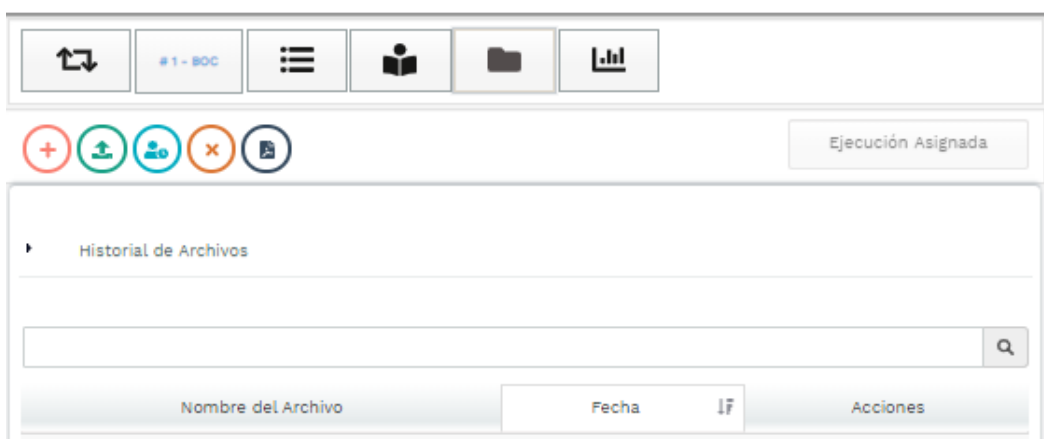 #1 - BOC
Ejecución Asignada
Historial de Archivos
Nombre del Archivo Fecha Acciones